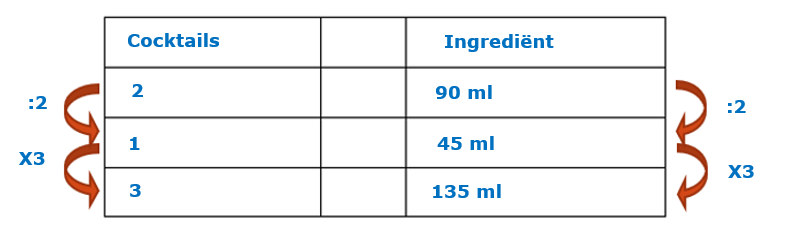 Cocktails Ingrediënt
2 90 ml
:2 :2
1 45 ml
X3 X3
3 135 ml